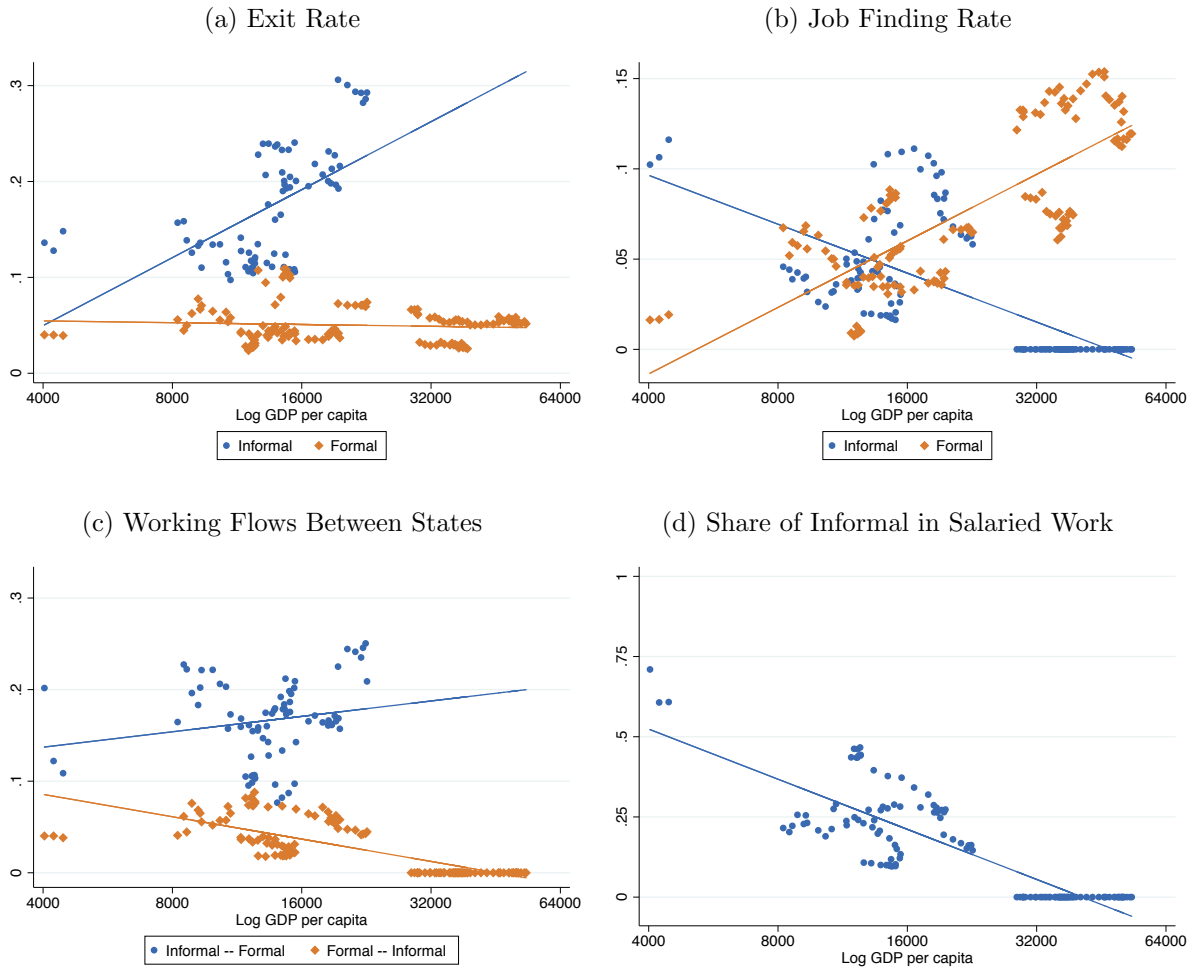 (a) Exit Rate
.3
.2
.1
0
4000 8000 16000 32000 64000
Log GDP per capita
Informal Formal
(b) Job Finding Rate
.15
.1
.05
0
4000 8000 16000 32000 64000
Log GDP per capita
Informal Formal
(c) Working Flows Between States
.3
.2
.1
0
4000 8000 16000 32000 64000
Log GDP per capita
Informal -- Formal Formal -- Informal
(d) Share of Informal in Salaried Work
1
.75
.5
.25
0
4000 8000 16000 32000 64000
Log GDP per capita